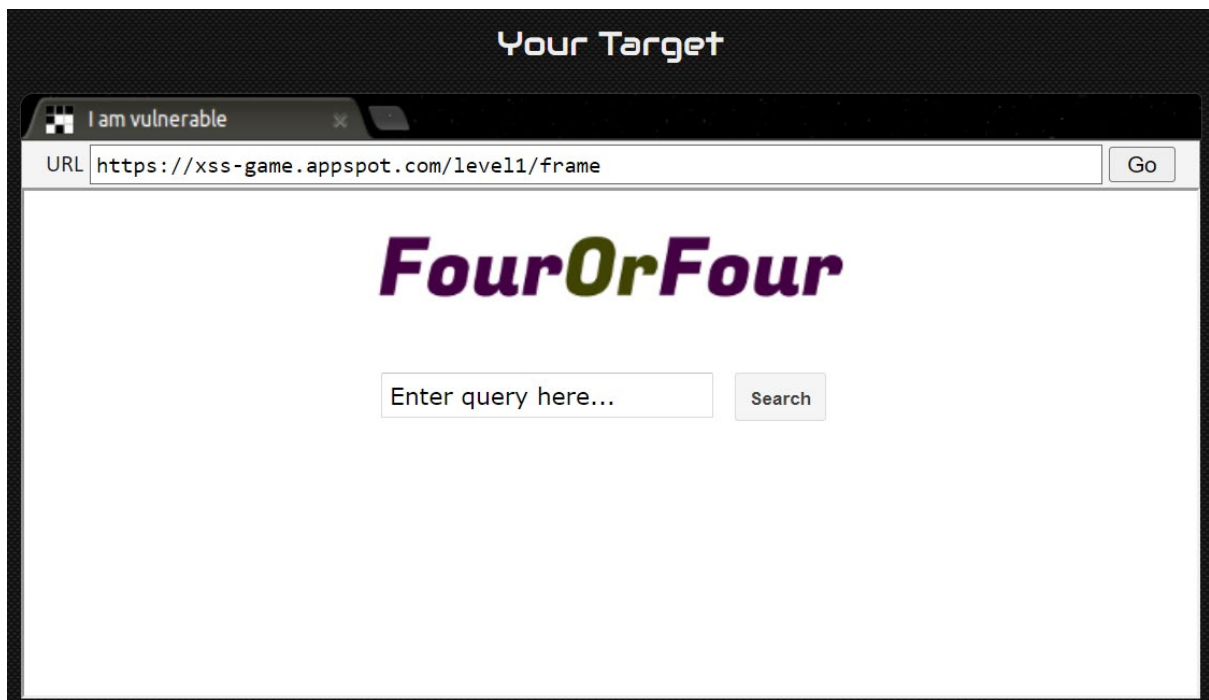 Your Target
I am vulnerable
URL https://xss-game.appspot.com/level1/frame Go
FourOrFour
Enter query here... Search